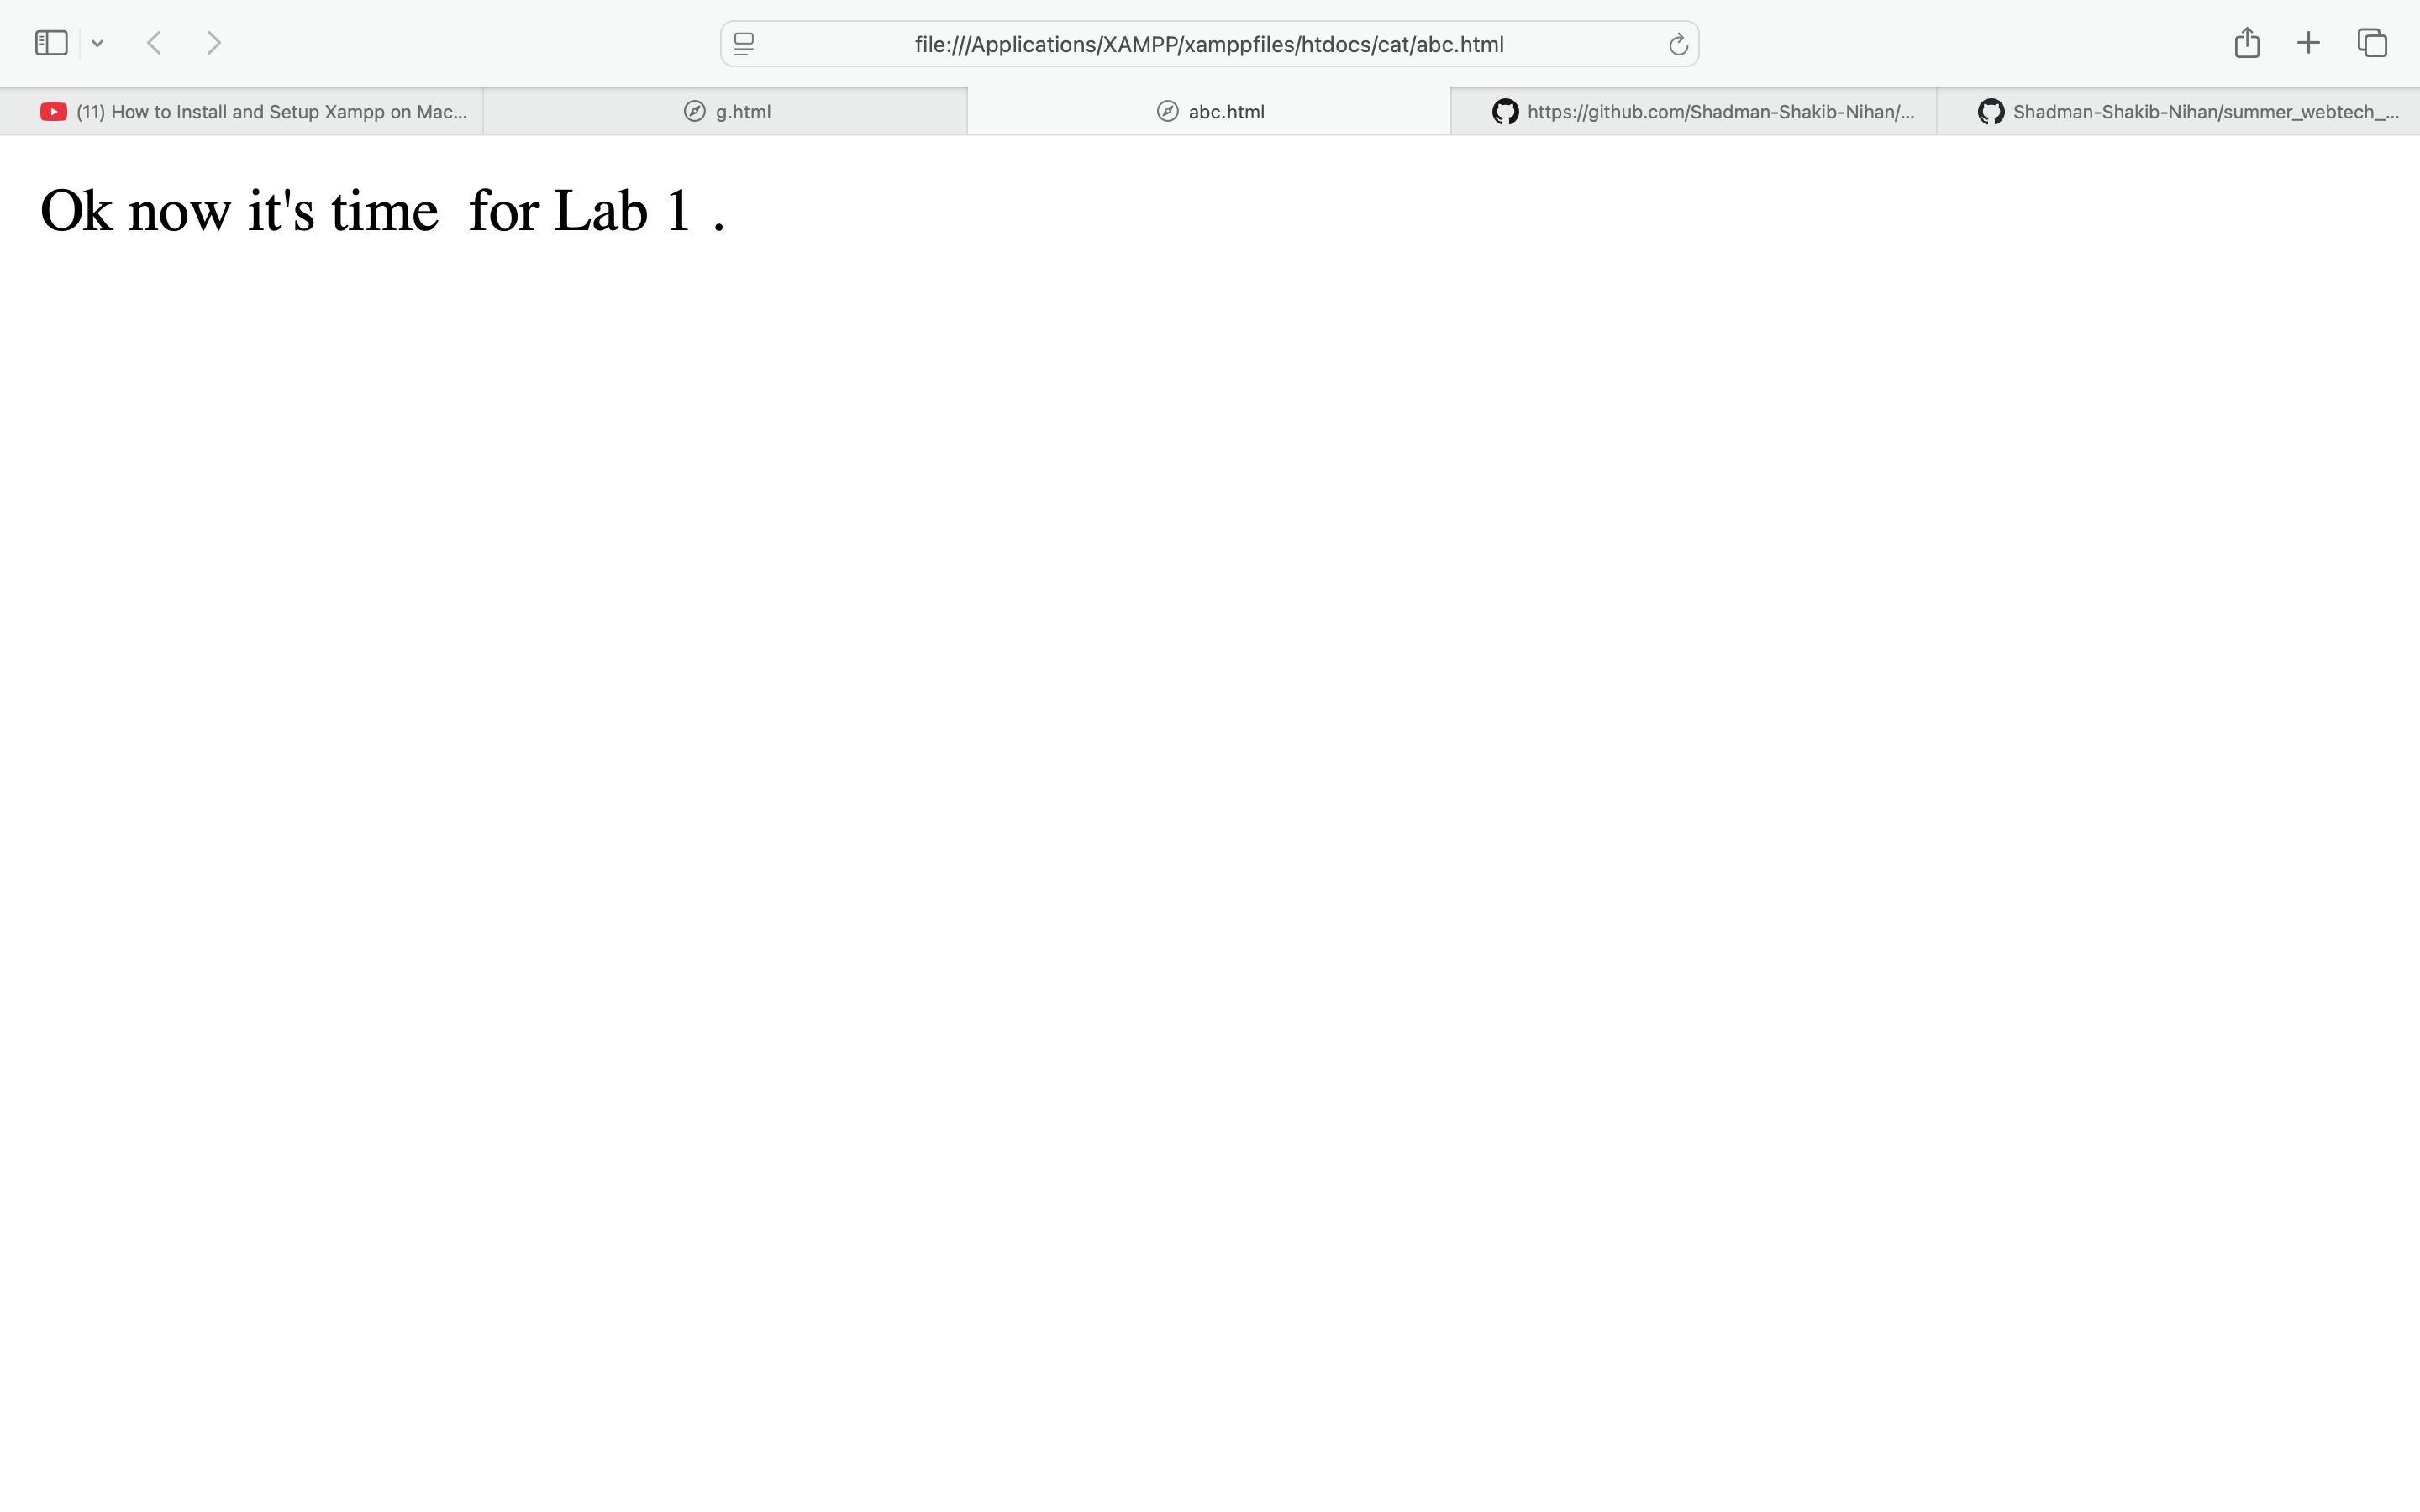 file:///Applications/XAMPP/xamppfiles/htdocs/cat/abc.html
(11) How to Install and Setup Xampp on Mac...
g.html
abc.html
https://github.com/Shadman-Shakib-Nihan/...
Shadman-Shakib-Nihan/summer_webtech_...
Ok now it's time  for Lab 1 .